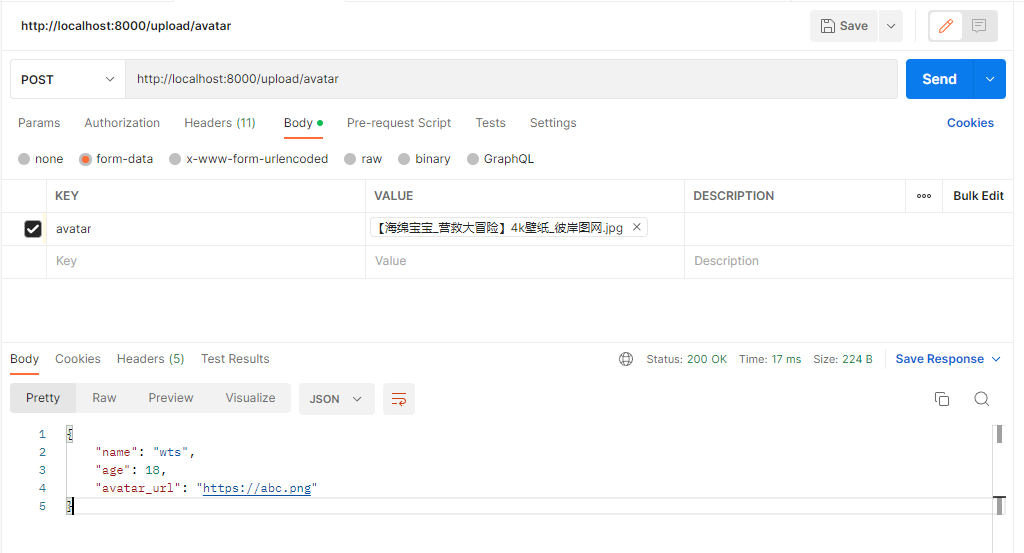 http://localhost:8000/upload/avatar
Save
POST
http://localhost:8000/upload/avatar
Send
Params Authorization Headers (11) Body Pre-request Script Tests Settings Cookies
none form-data x-www-form-urlencoded raw binary GraphQL
KEY VALUE DESCRIPTION ••• Bulk Edit
avatar 【海绵宝宝_营救大冒险】4k壁纸_彼岸图网.jpg ×
Key Value Description
Body Cookies Headers (5) Test Results Status: 200 OK Time: 17 ms Size: 224 B Save Response
Pretty Raw Preview Visualize JSON
1 {
2 "name": "wts",
3 "age": 18,
4 "avatar_url": "https://abc.png"
5 }